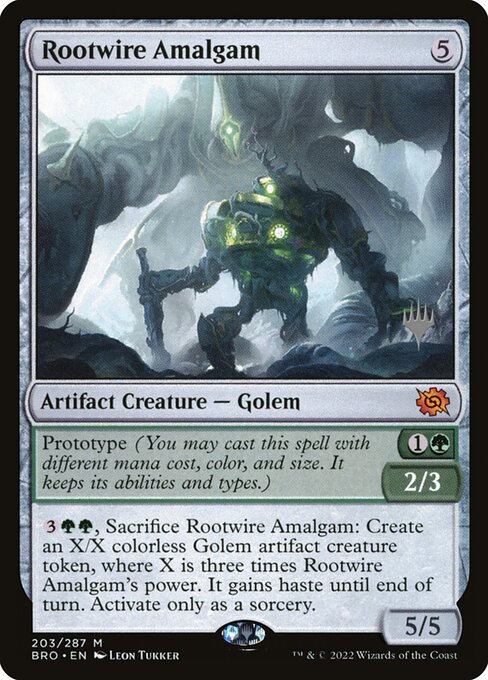 Rootwire Amalgam 5
Artifact Creature — Golem
Prototype (You may cast this spell with 1
different mana cost, color, and size. It
keeps its abilities and types.) 2/3
3, Sacrifice Rootwire Amalgam: Create
an X/X colorless Golem artifact creature
token, where X is three times Rootwire
Amalgam's power. It gains haste until end of
turn. Activate only as a sorcery.
5/5
203/287 M
BRO • EN Leon Tukker ™ & © 2022 Wizards of the Coast